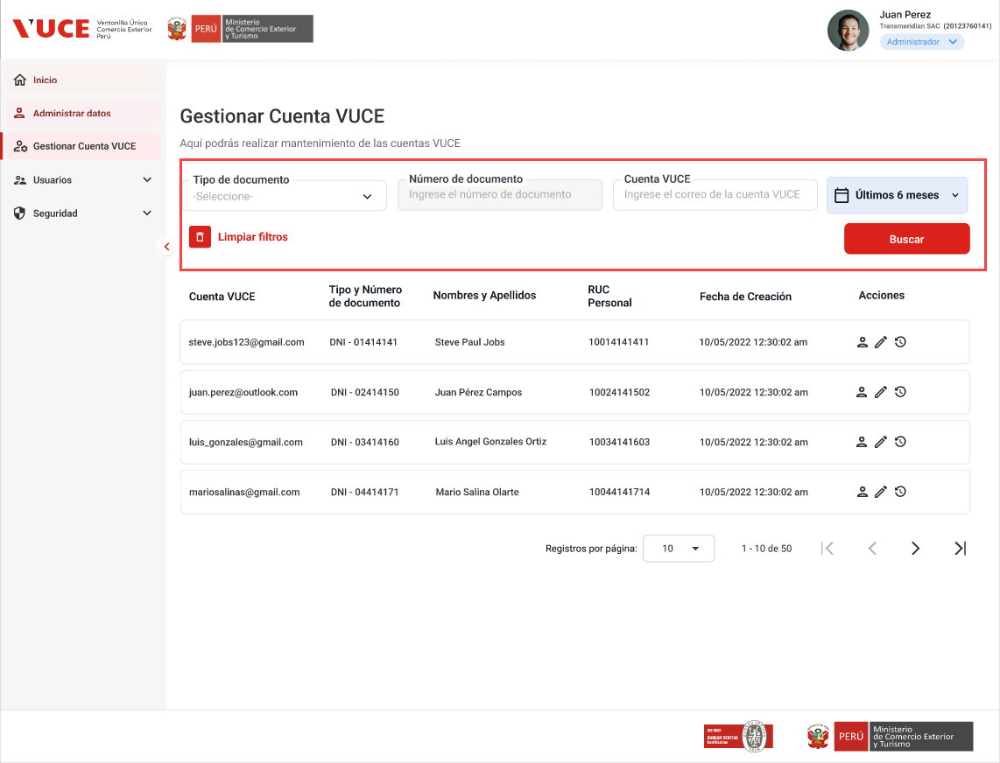 VUCE
Ventanilla Única
Comercio Exterior
Perú
PERÚ
Ministerio
de Comercio Exterior
y Turismo
Juan Perez
Transmeridian SAC (20123760141)
Administrador
Inicio
Administrar datos
Gestionar Cuenta VUCE
Usuarios
Seguridad
Gestionar Cuenta VUCE
Aquí podrás realizar mantenimiento de las cuentas VUCE
Tipo de documento
-Seleccione-
Número de documento
Ingrese el número de documento
Cuenta VUCE
Ingrese el correo de la cuenta VUCE
Últimos 6 meses
Limpiar filtros
Buscar
Cuenta VUCE
Tipo y Número
de documento
Nombres y Apellidos
RUC
Personal
Fecha de Creación
Acciones
steve.jobs123@gmail.com DNI - 01414141 Steve Paul Jobs 10014141411 10/05/2022 12:30:02 am
juan.perez@outlook.com DNI - 02414150 Juan Pérez Campos 10024141502 10/05/2022 12:30:02 am
luis_gonzales@gmail.com DNI - 03414160 Luis Angel Gonzales Ortiz 10034141603 10/05/2022 12:30:02 am
mariosalinas@gmail.com DNI - 04414171 Mario Salina Olarte 10044141714 10/05/2022 12:30:02 am
Registros por página: 10 1 - 10 de 50
ISO 9001
BUREAU VERITAS
Certification
PERÚ
Ministerio
de Comercio Exterior
y Turismo